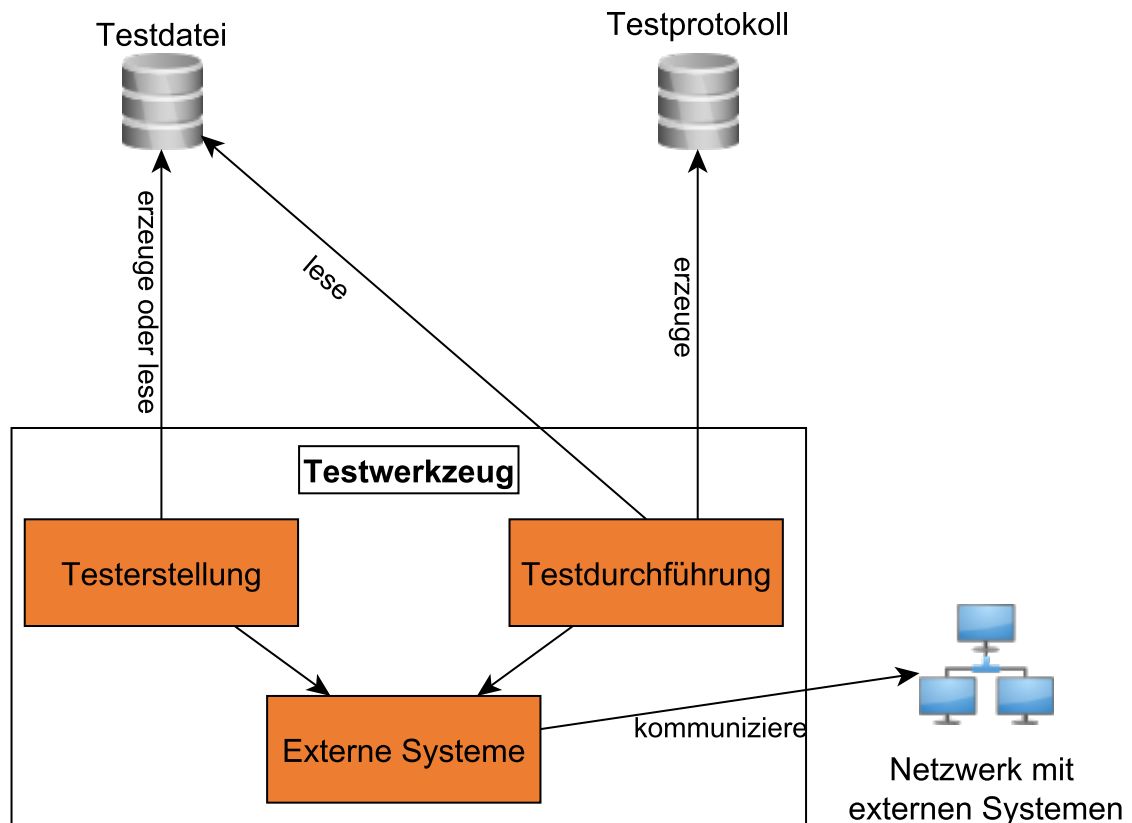 Testdatei
Testprotokoll
erzeuge oder lese
lese
erzeuge
Testwerkzeug
Testerstellung
Testdurchführung
Externe Systeme
kommuniziere
Netzwerk mit
externen Systemen